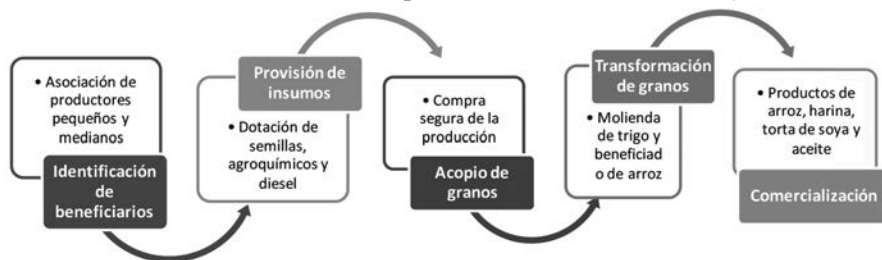 • Asociación de
productores
pequeños y
medianos
Identificación
de
beneficiarios
Provisión de
insumos
• Dotación de
semillas,
agroquímicos y
diesel
• Compra
segura de la
producción
Acopio de
granos
Transformación
de granos
• Molienda
de trigo y
beneficiad
o de arroz
• Productos de
arroz, harina,
torta de soya y
aceite
Comercialización